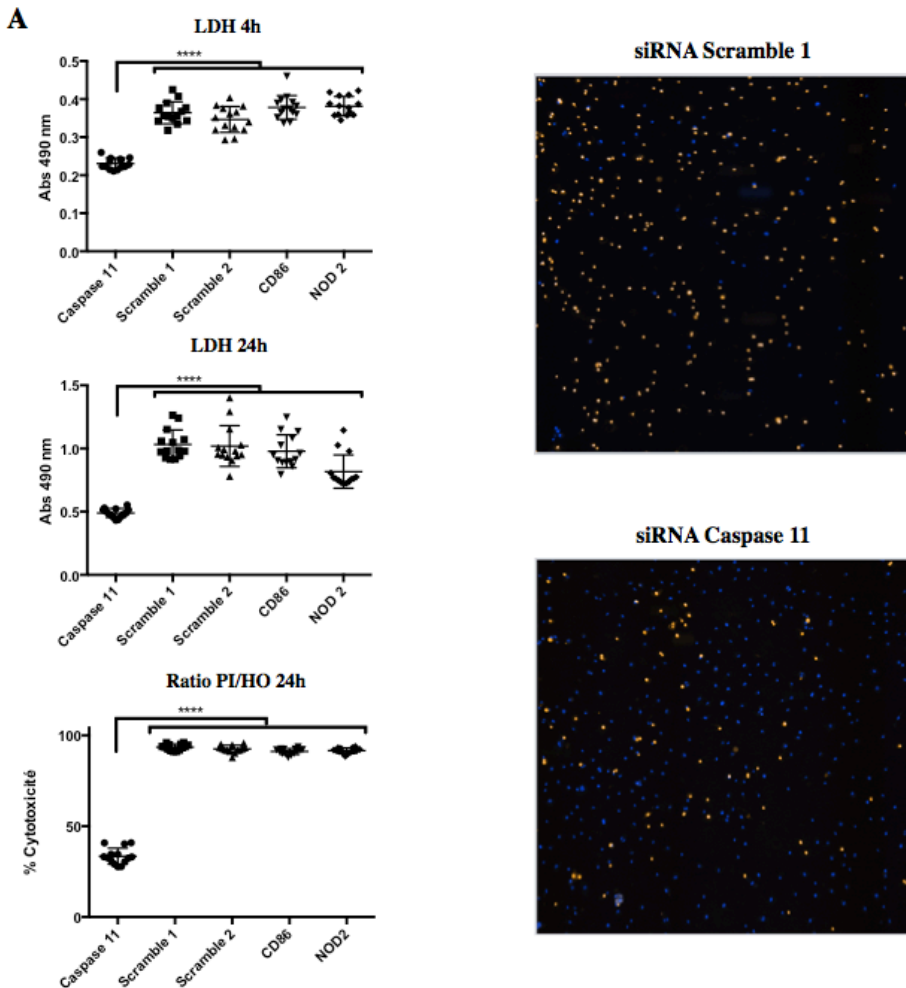 A
LDH 4h
****
0.5
0.4
0.3
0.2
0.1
0.0
Abs 490 nm
Caspase 11
Scramble 1
Scramble 2
CD86
NOD 2
LDH 24h
****
1.5
1.0
0.5
0.0
Abs 490 nm
Caspase 11
Scramble 1
Scramble 2
CD86
NOD 2
Ratio PI/HO 24h
****
100
50
0
% Cytotoxicité
Caspase 11
Scramble 1
Scramble 2
CD86
NOD2
siRNA Scramble 1
siRNA Caspase 11